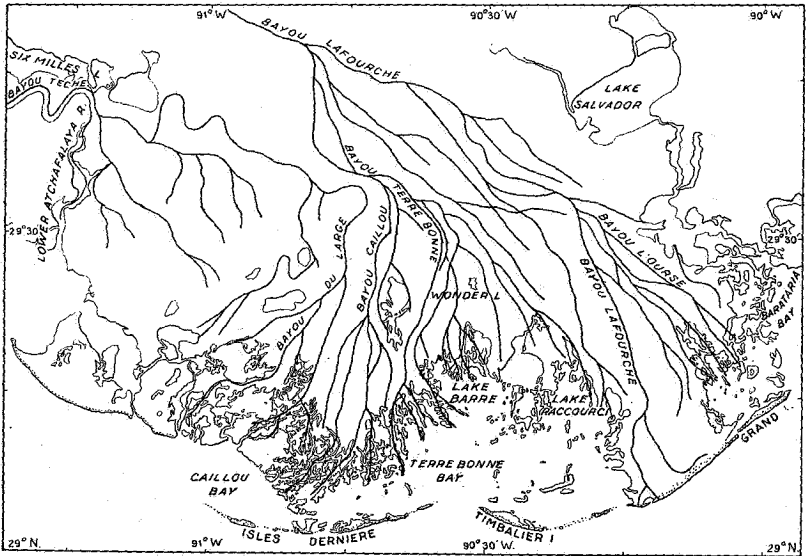 91° W
90° 30' W
90° W
BAYOU LAFOURCHE
SIX MILLES L.
BAYOU TECHE
LAKE SALVADOR
LOWER ATCHAFALAYA R.
BAYOU TERRE BONNE
29°30'
29°30'
DU LARGE
BAYOU CAILLOU
BAYOU L'OURSE
BAYOU LAFOURCHE
BARATARIA BAY
WONDER L
BAYOU
LAKE BARRE
LAKE RACCOURCI
GRAND I.
CAILLOU BAY
TERRE BONNE BAY
ISLES DERNIERE
TIMBALIER I
29° N.
91° W
90° 30' W.
29° N.